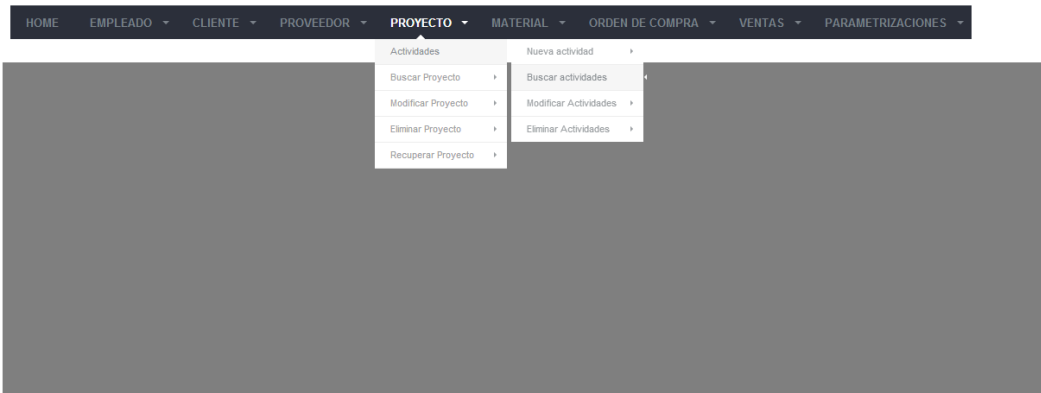 HOME EMPLEADO CLIENTE PROVEEDOR PROYECTO MATERIAL ORDEN DE COMPRA VENTAS PARAMETRIZACIONES
Actividades
Buscar Proyecto
Modificar Proyecto
Eliminar Proyecto
Recuperar Proyecto
Nueva actividad
Buscar actividades
Modificar Actividades
Eliminar Actividades